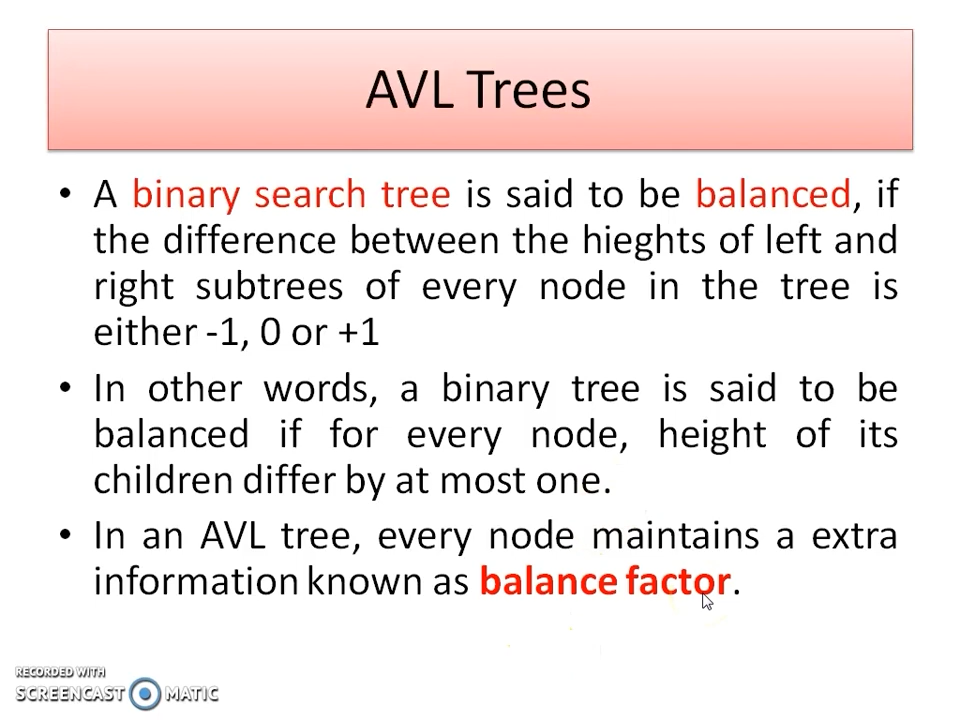 AVL Trees
• A binary search tree is said to be balanced, if
the difference between the hieghts of left and
right subtrees of every node in the tree is
either -1, 0 or +1
• In other words, a binary tree is said to be
balanced if for every node, height of its
children differ by at most one.
• In an AVL tree, every node maintains a extra
information known as balance factor.
RECORDED WITH
SCREENCAST MATIC